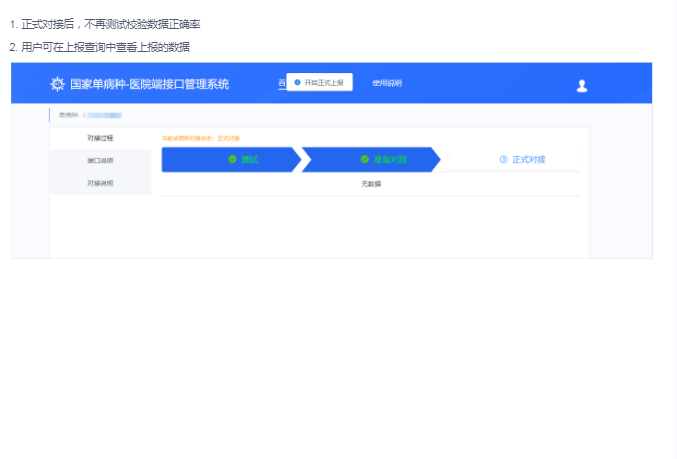 1. 正式对接后，不再测试校验数据正确率
2. 用户可在上报查询中查看上报的数据
国家单病种-医院端接口管理系统
首
开启正式上报
使用说明
单病种 /
对接过程
当前该病种对接状态：正式对接
接口说明
测试
准备对接
③ 正式对接
对接说明
无数据